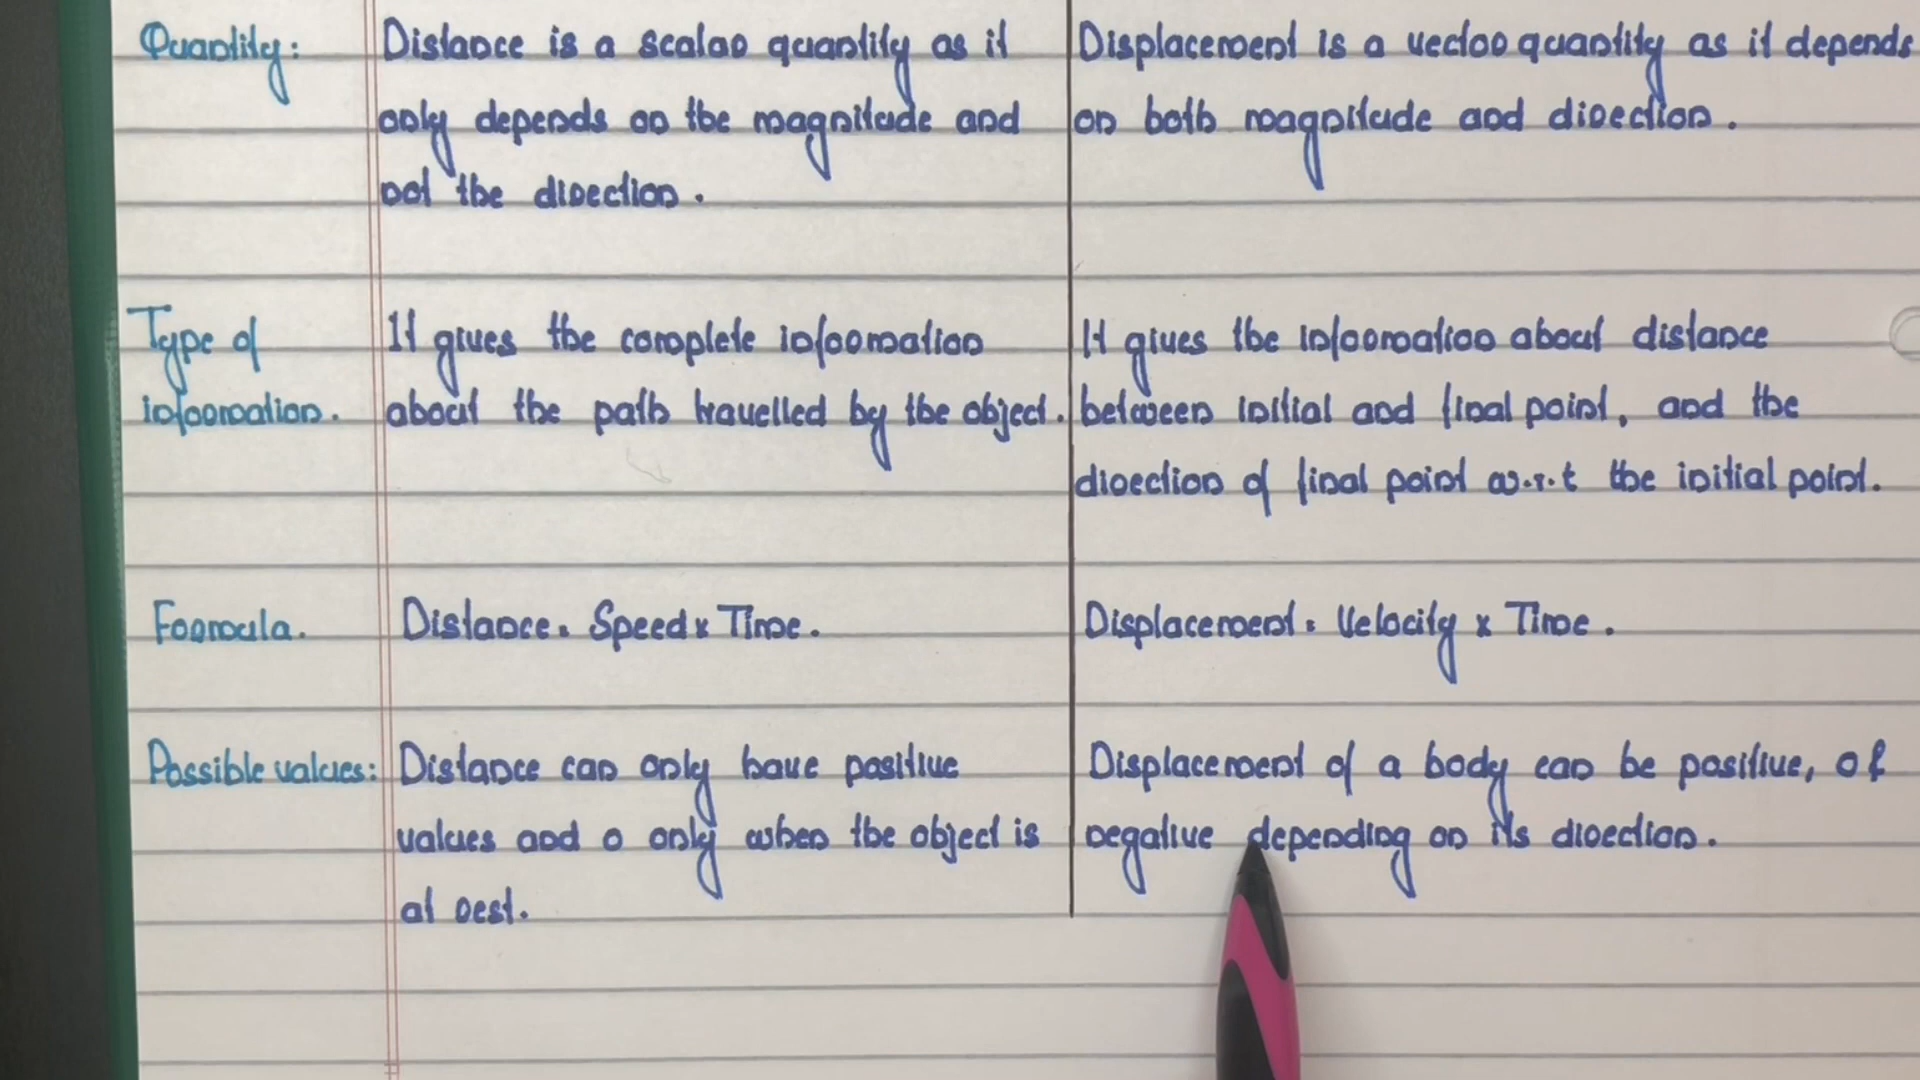 Quantity: Distance is a scalar quantity as it Displacement is a vector quantity as it depends
only depends on the magnitude and on both magnitude and direction.
not the direction.
Type of It gives the complete information It gives the information about distance
information. about the path travelled by the object. between initial and final point, and the
direction of final point w.r.t the initial point.
Formula. Distance = Speed x Time. Displacement = Velocity x Time.
Possible values: Distance can only have positive Displacement of a body can be positive, or
values and 0 only when the object is negative depending on its direction.
at rest.